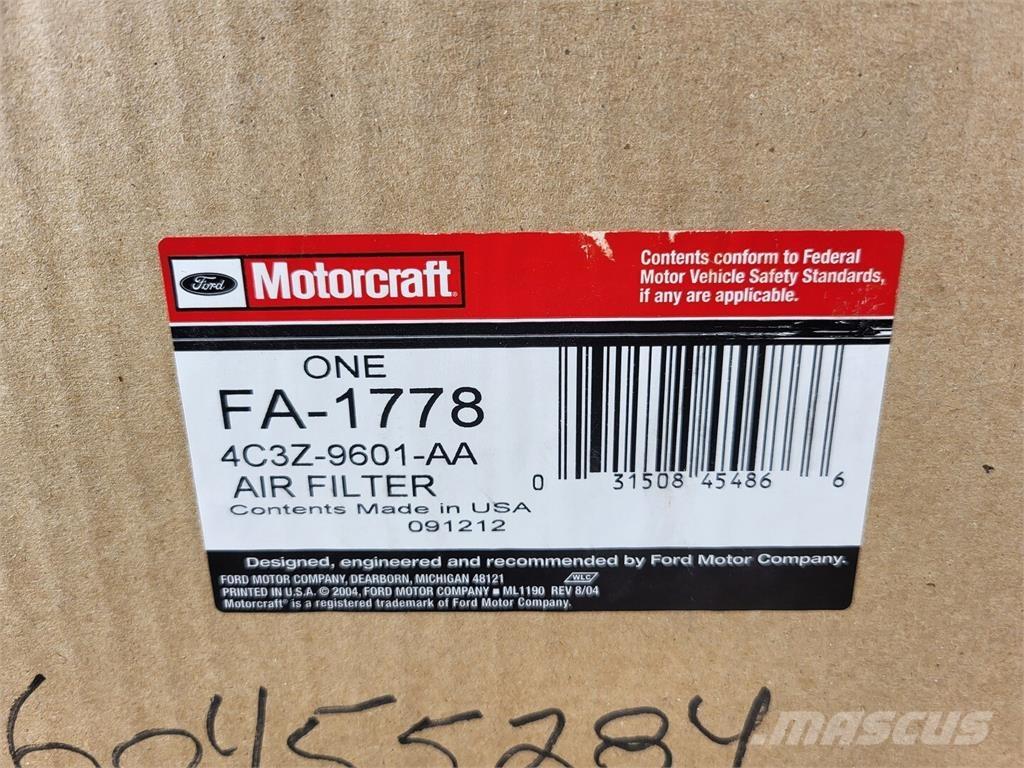 Ford Motorcraft®
Contents conform to Federal
Motor Vehicle Safety Standards,
if any are applicable.
ONE
FA-1778
4C3Z-9601-AA
AIR FILTER
Contents Made in USA
091212
0 31508 45486 6
Designed, engineered and recommended by Ford Motor Company.
FORD MOTOR COMPANY, DEARBORN, MICHIGAN 48121 WLC
PRINTED IN U.S.A. © 2004, FORD MOTOR COMPANY ■ ML1190 REV 8/04
Motorcraft® is a registered trademark of Ford Motor Company.
60455284
MASCUS